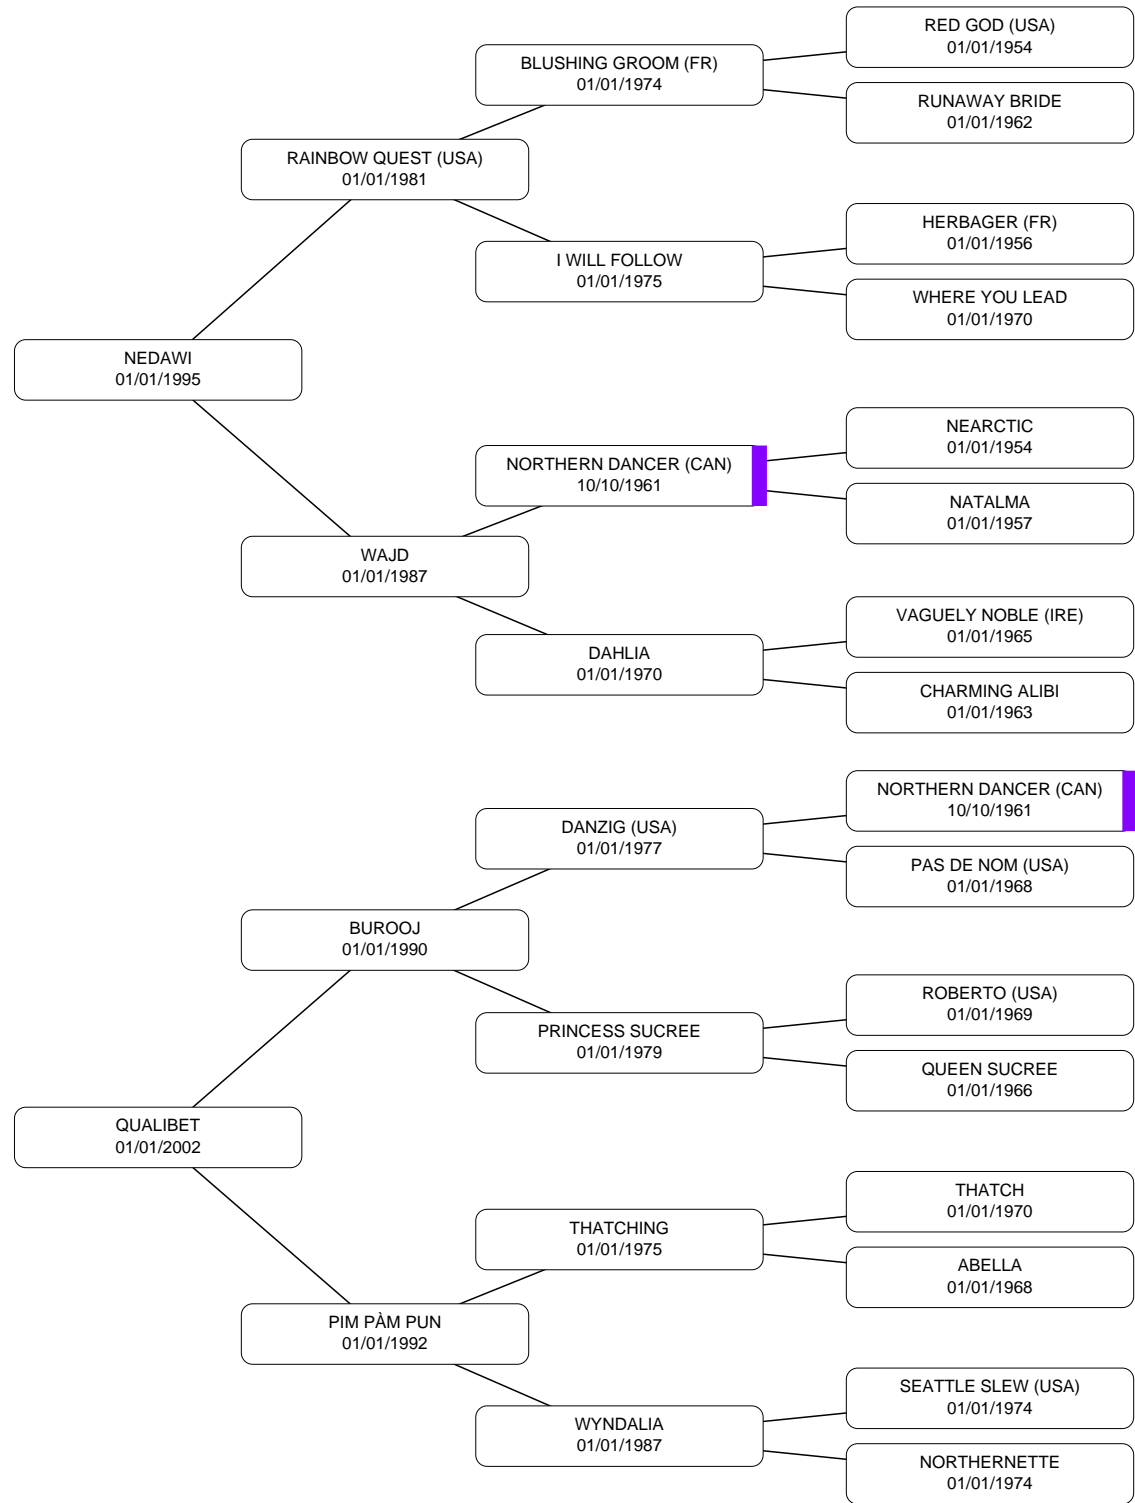 RED GOD (USA)
01/01/1954
BLUSHING GROOM (FR)
01/01/1974
RUNAWAY BRIDE
01/01/1962
RAINBOW QUEST (USA)
01/01/1981
HERBAGER (FR)
01/01/1956
I WILL FOLLOW
01/01/1975
WHERE YOU LEAD
01/01/1970
NEDAWI
01/01/1995
NEARCTIC
01/01/1954
NORTHERN DANCER (CAN)
10/10/1961
NATALMA
01/01/1957
WAJD
01/01/1987
VAGUELY NOBLE (IRE)
01/01/1965
DAHLIA
01/01/1970
CHARMING ALIBI
01/01/1963
NORTHERN DANCER (CAN)
10/10/1961
DANZIG (USA)
01/01/1977
PAS DE NOM (USA)
01/01/1968
BUROOJ
01/01/1990
ROBERTO (USA)
01/01/1969
PRINCESS SUCREE
01/01/1979
QUEEN SUCREE
01/01/1966
QUALIBET
01/01/2002
THATCH
01/01/1970
THATCHING
01/01/1975
ABELLA
01/01/1968
PIM PÀM PUN
01/01/1992
SEATTLE SLEW (USA)
01/01/1974
WYNDALIA
01/01/1987
NORTHERNETTE
01/01/1974